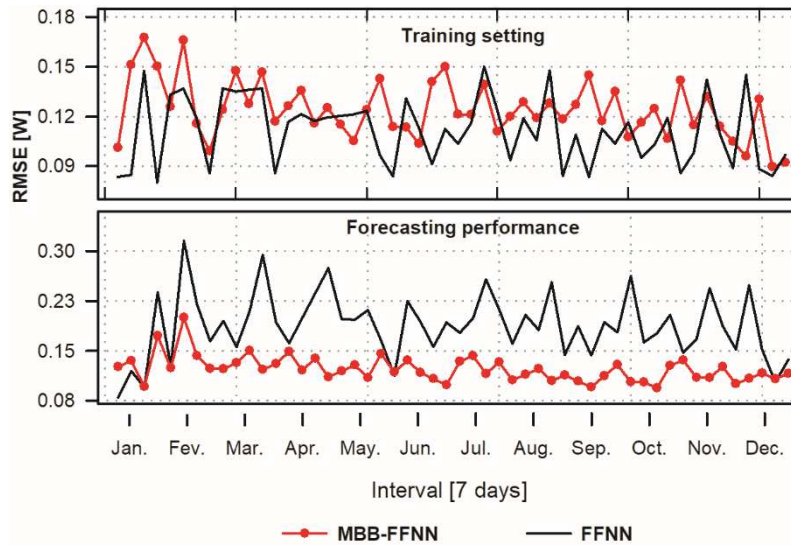 Training setting
0.18
0.15
0.12
0.09
RMSE [W]
Forecasting performance
0.30
0.23
0.15
0.08
Jan. Fev. Mar. Apr. May. Jun. Jul. Aug. Sep. Oct. Nov. Dec.
Interval [7 days]
MBB-FFNN FFNN